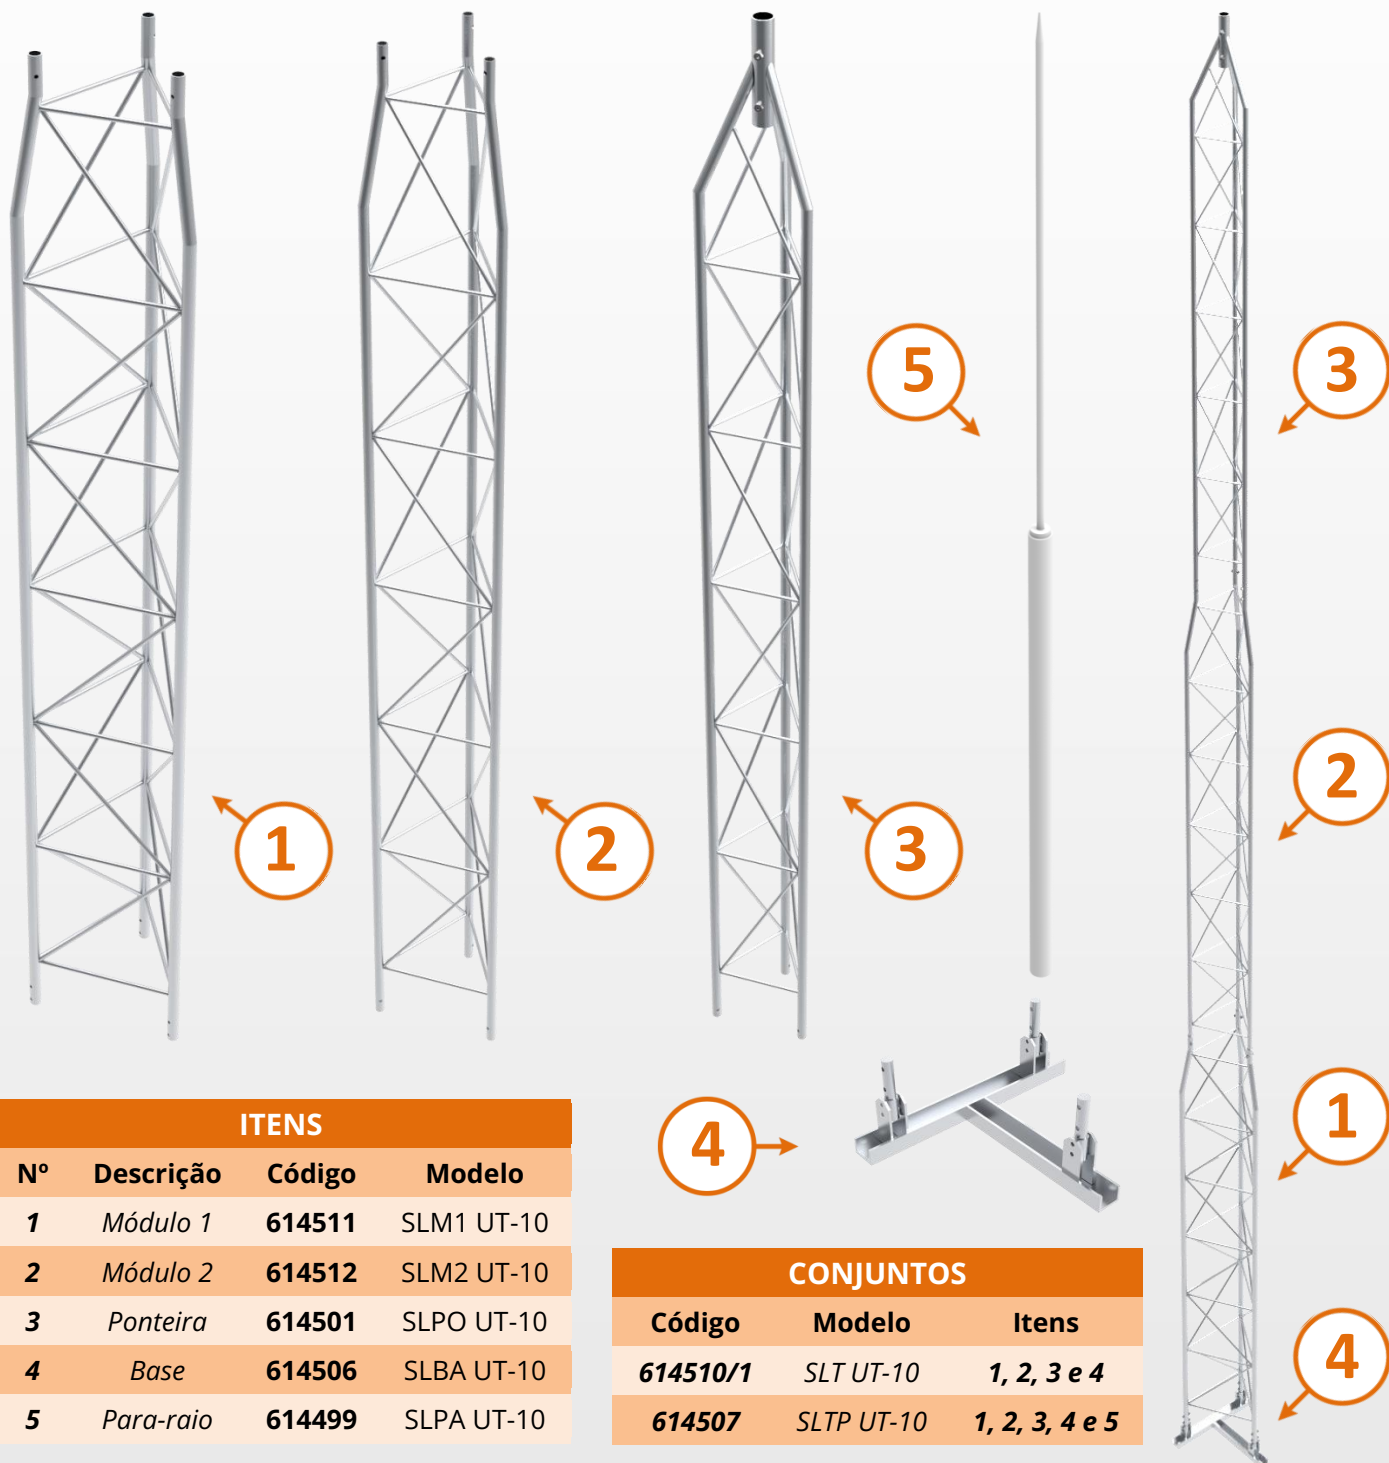 5
3
2
1
2
3
1
4
4
ITENS
Nº Descrição Código Modelo
1 Módulo 1 614511 SLM1 UT-10
2 Módulo 2 614512 SLM2 UT-10
3 Ponteira 614501 SLPO UT-10
4 Base 614506 SLBA UT-10
5 Para-raio 614499 SLPA UT-10
CONJUNTOS
Código Modelo Itens
614510/1 SLT UT-10 1, 2, 3 e 4
614507 SLTP UT-10 1, 2, 3, 4 e 5